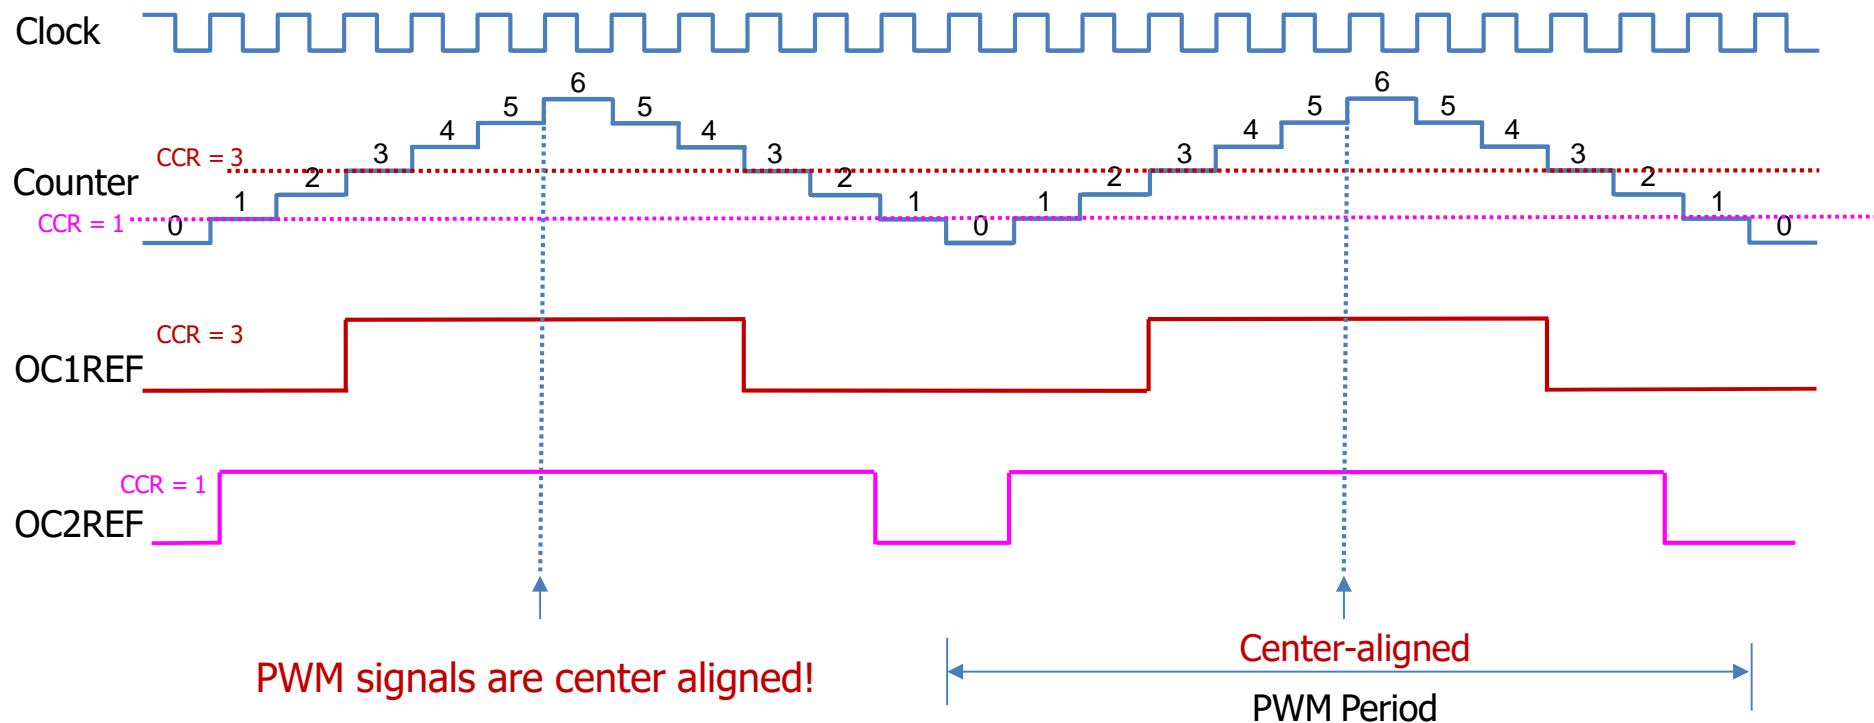 Clock
6 6
5 5 5 5
4 4 4 4
CCR = 3 3 3 3 3
Counter 2 2 2 2
1 1 1 1
CCR = 1 0 0 0
CCR = 3
OC1REF
CCR = 1
OC2REF
Center-aligned
PWM signals are center aligned!
PWM Period